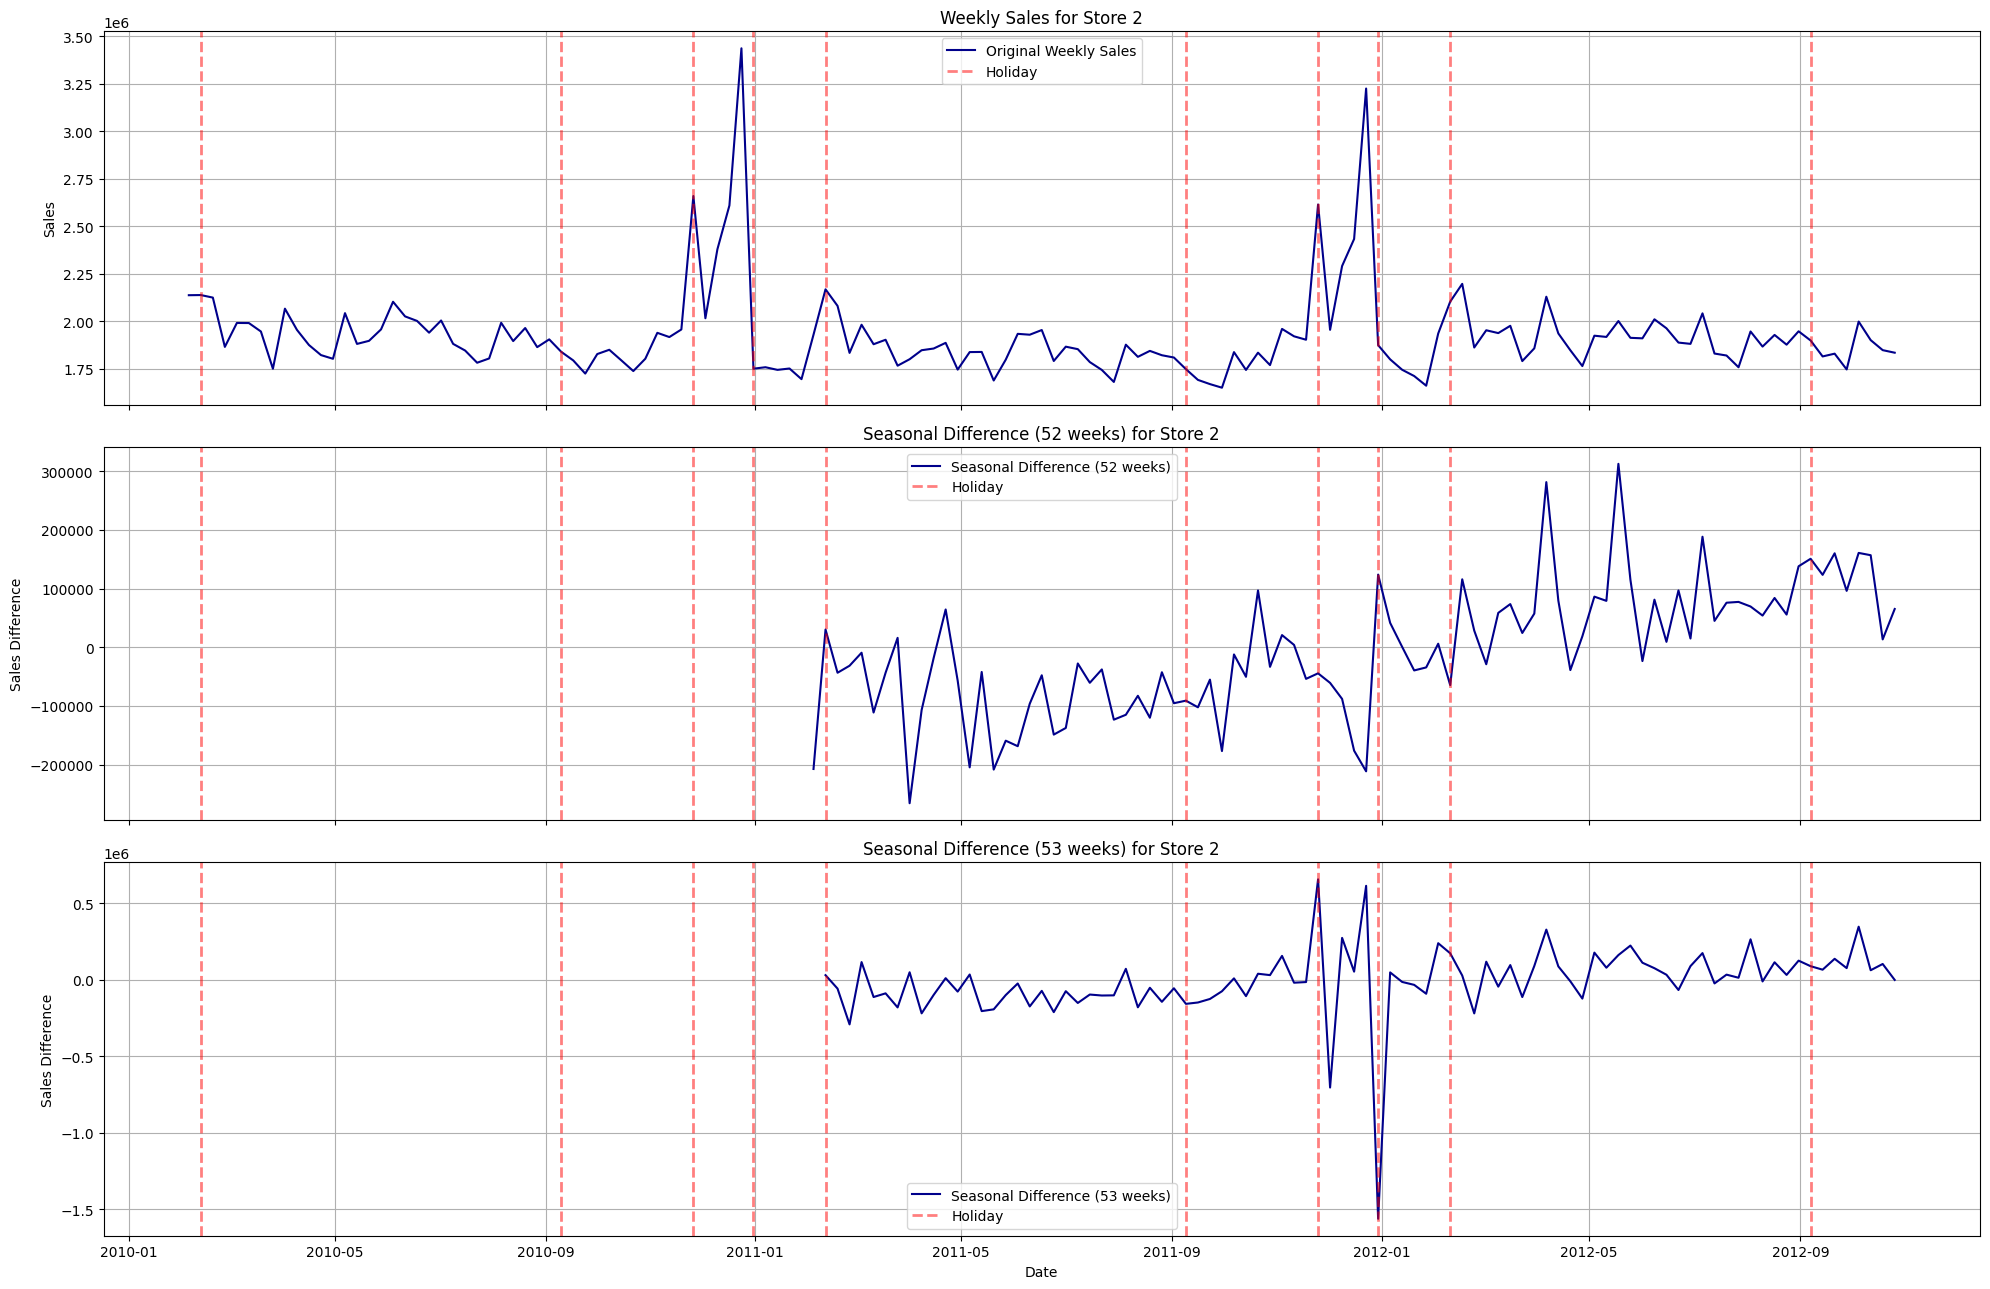 Weekly Sales for Store 2
1e6
3.50
3.25
3.00
2.75
2.50
2.25
2.00
1.75
Sales
Original Weekly Sales
Holiday
Seasonal Difference (52 weeks) for Store 2
300000
200000
100000
0
−100000
−200000
Sales Difference
Seasonal Difference (52 weeks)
Holiday
Seasonal Difference (53 weeks) for Store 2
1e6
0.5
0.0
−0.5
−1.0
−1.5
Sales Difference
Seasonal Difference (53 weeks)
Holiday
2010-01 2010-05 2010-09 2011-01 2011-05 2011-09 2012-01 2012-05 2012-09
Date